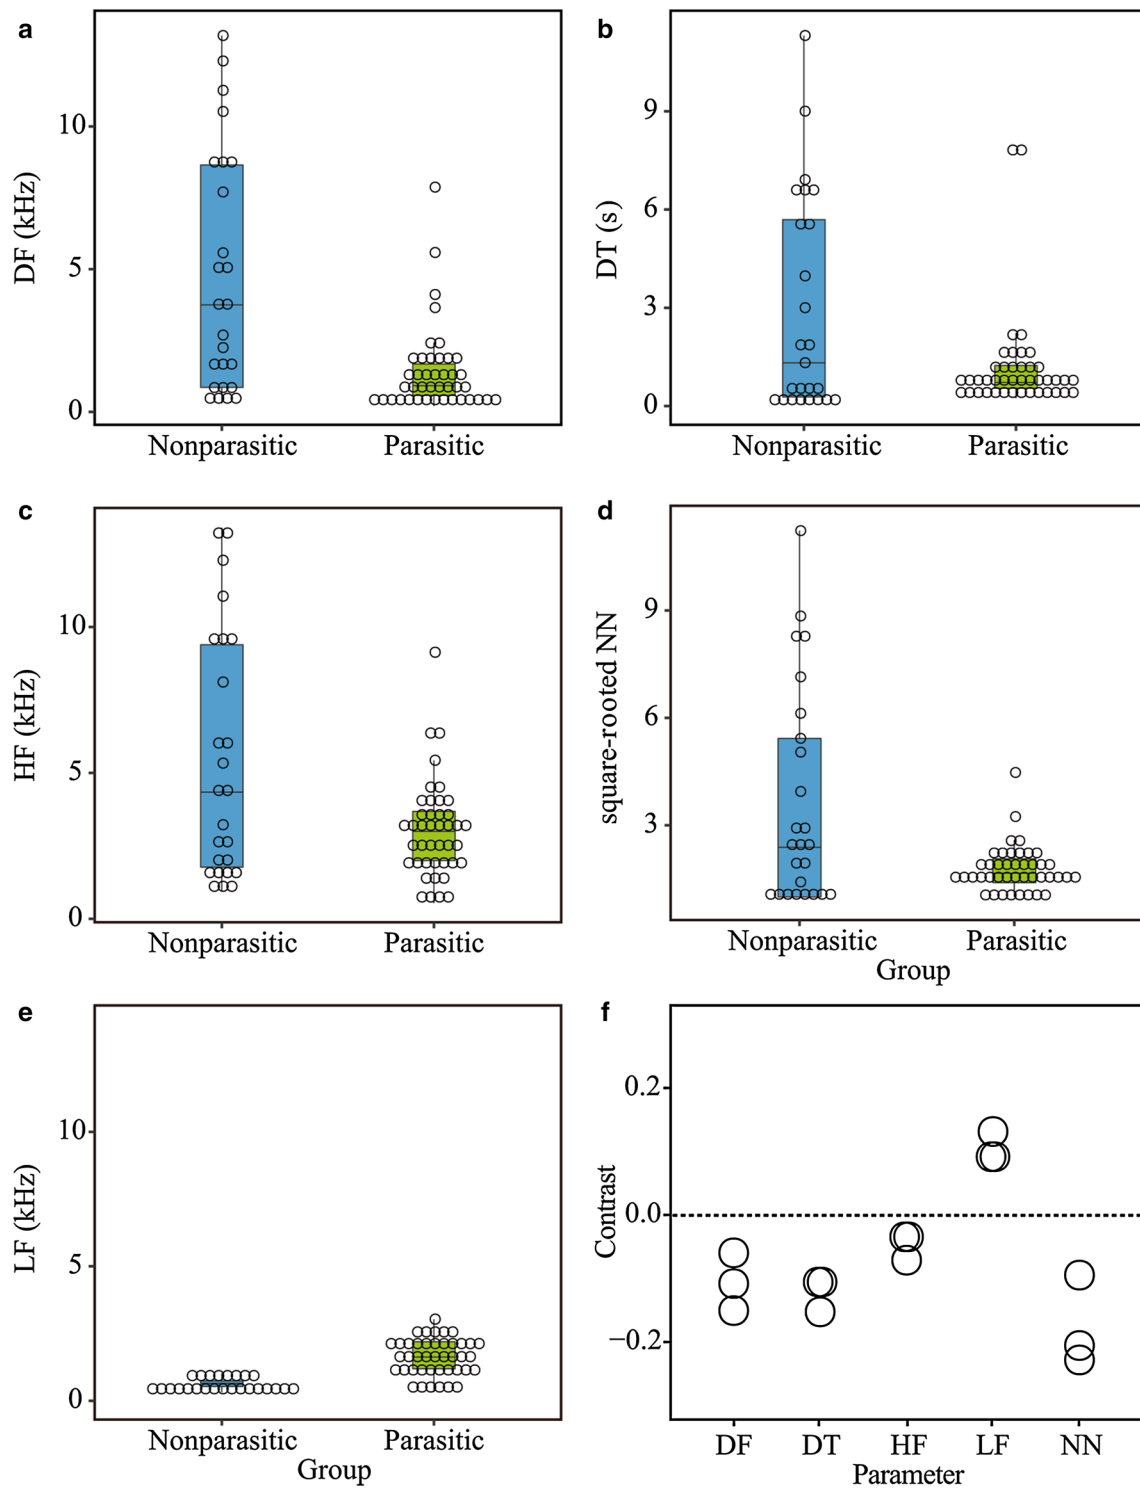 a
DF (kHz)
10
5
0
Nonparasitic
Parasitic
b
DT (s)
9
6
3
0
Nonparasitic
Parasitic
c
HF (kHz)
10
5
0
Nonparasitic
Parasitic
d
square-rooted NN
9
6
3
Nonparasitic
Parasitic
Group
e
LF (kHz)
10
5
0
Nonparasitic
Parasitic
Group
f
Contrast
0.2
0.0
−0.2
DF
DT
HF
LF
NN
Parameter